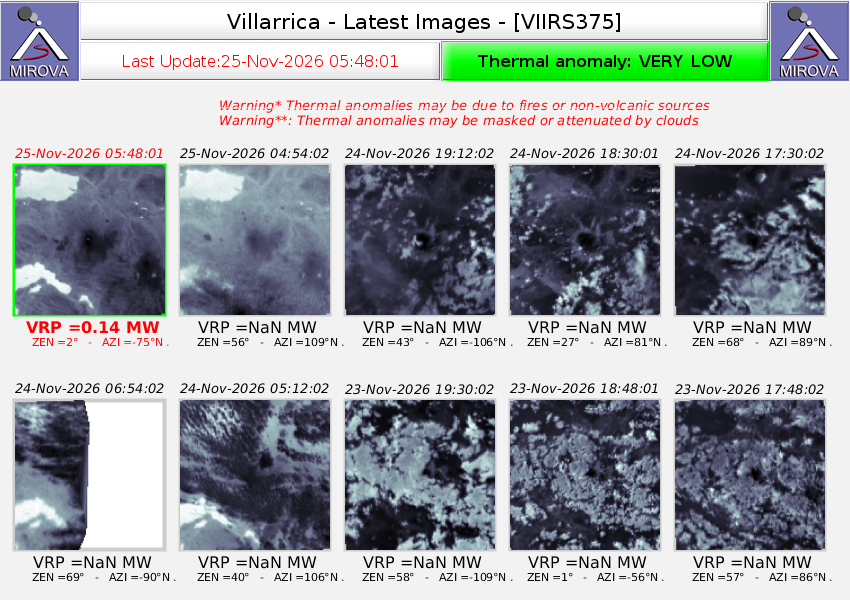 Villarrica - Latest Images - [VIIRS375]
MIROVA
Last Update:25-Nov-2026 05:48:01
Thermal anomaly: VERY LOW
MIROVA
Warning* Thermal anomalies may be due to fires or non-volcanic sources
Warning**: Thermal anomalies may be masked or attenuated by clouds
25-Nov-2026 05:48:01 25-Nov-2026 04:54:02 24-Nov-2026 19:12:02 24-Nov-2026 18:30:01 24-Nov-2026 17:30:02
VRP =0.14 MW VRP =NaN MW VRP =NaN MW VRP =NaN MW VRP =NaN MW
ZEN =2° - AZI =-75°N . ZEN =56° - AZI =109°N . ZEN =43° - AZI =-106°N . ZEN =27° - AZI =81°N . ZEN =68° - AZI =89°N .
24-Nov-2026 06:54:02 24-Nov-2026 05:12:02 23-Nov-2026 19:30:02 23-Nov-2026 18:48:01 23-Nov-2026 17:48:02
VRP =NaN MW VRP =NaN MW VRP =NaN MW VRP =NaN MW VRP =NaN MW
ZEN =69° - AZI =-90°N . ZEN =40° - AZI =106°N . ZEN =58° - AZI =-109°N . ZEN =1° - AZI =-56°N . ZEN =57° - AZI =86°N .